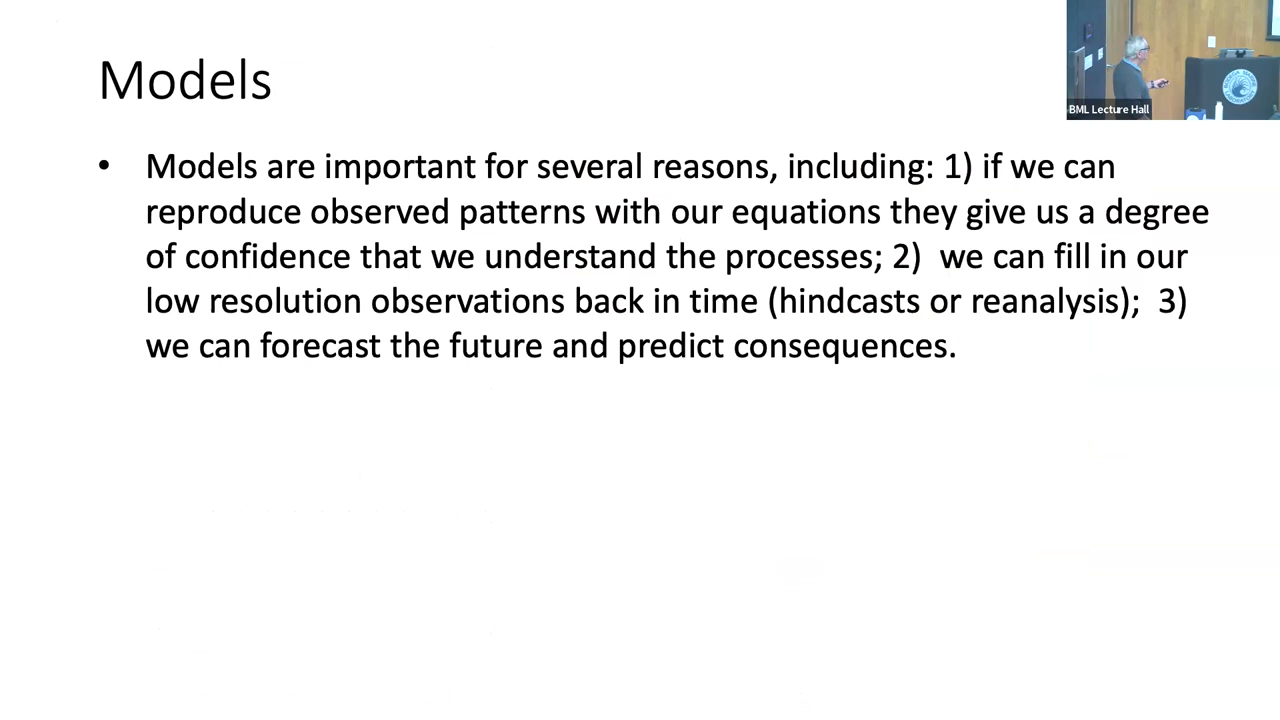 Models
BML Lecture Hall
• Models are important for several reasons, including: 1) if we can
reproduce observed patterns with our equations they give us a degree
of confidence that we understand the processes; 2)  we can fill in our
low resolution observations back in time (hindcasts or reanalysis);  3)
we can forecast the future and predict consequences.